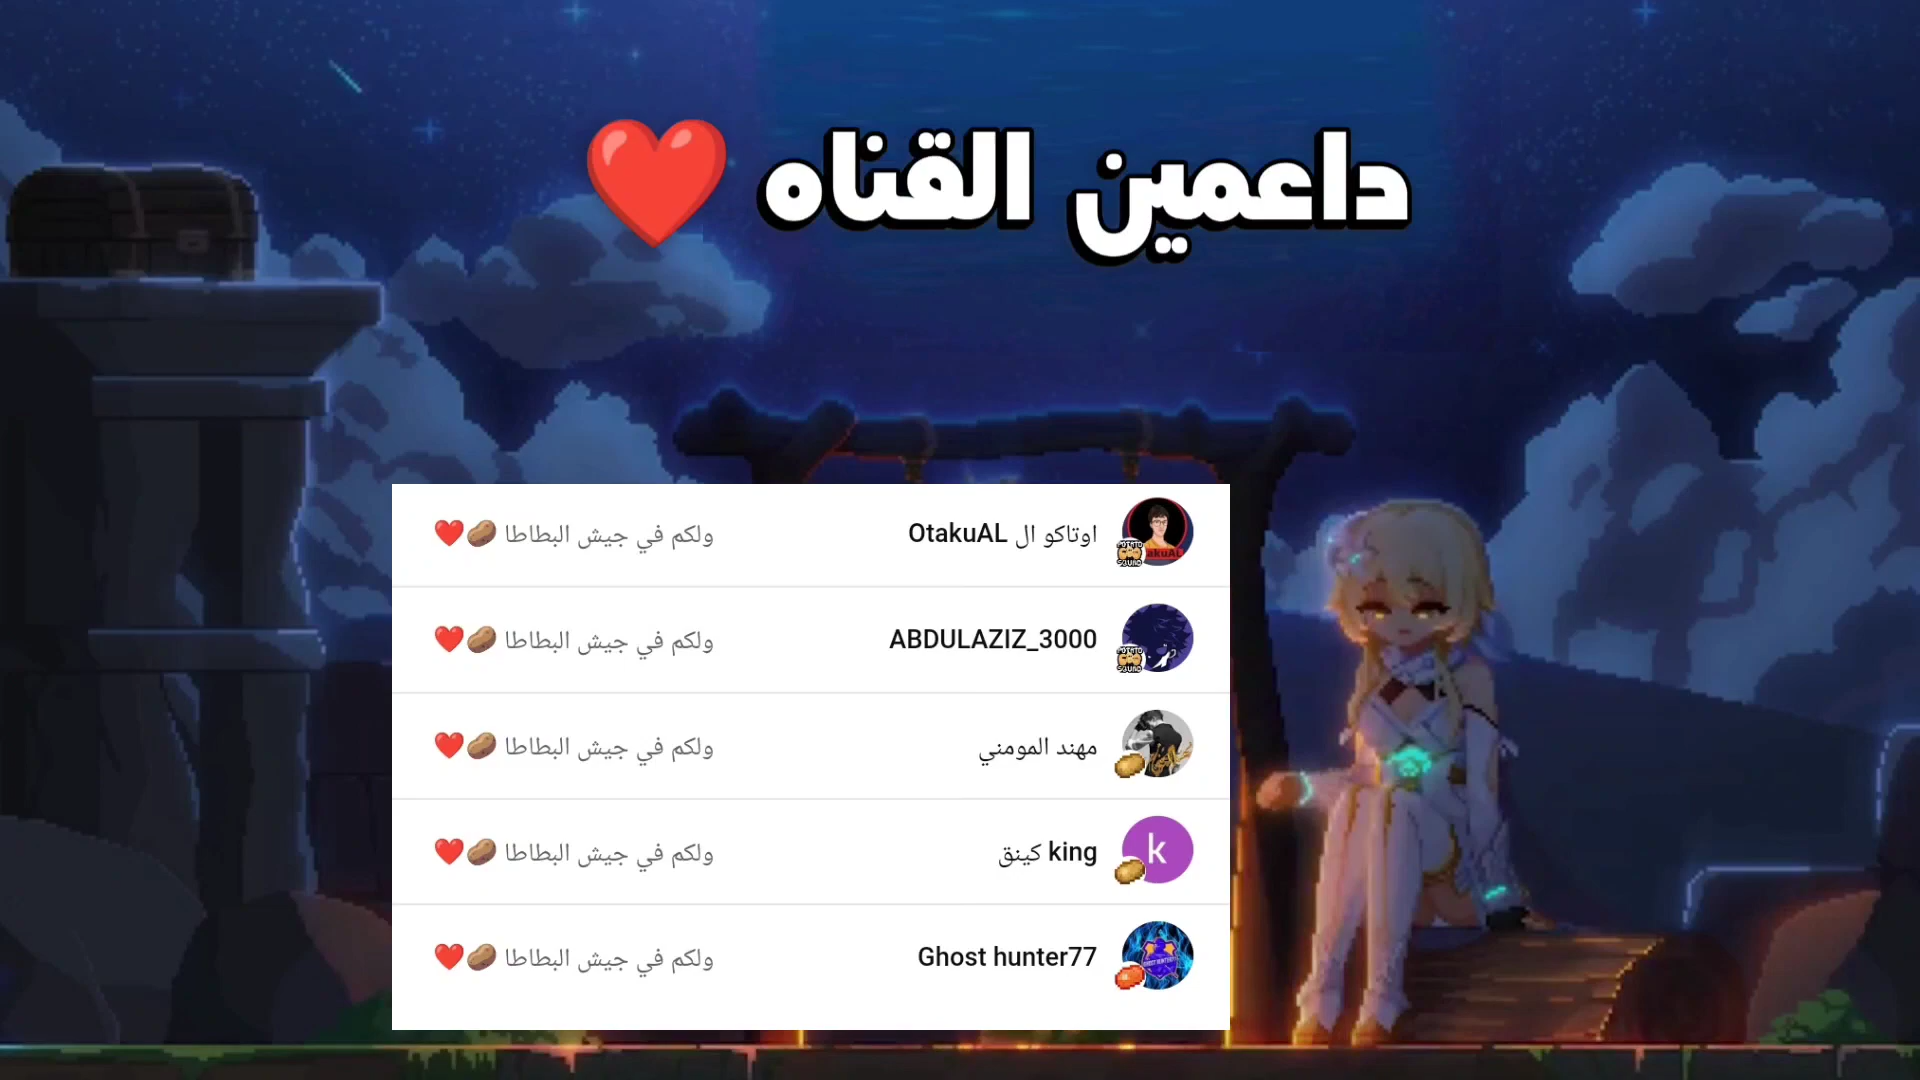 داعمين القناه ❤️
اوتاكو ال OtakuAL ولكم في جيش البطاطا 🥔❤️
ABDULAZIZ_3000 ولكم في جيش البطاطا 🥔❤️
مهند المومني ولكم في جيش البطاطا 🥔❤️
king كينق ولكم في جيش البطاطا 🥔❤️
Ghost hunter77 ولكم في جيش البطاطا 🥔❤️